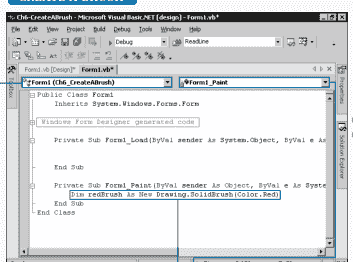 Ch6-CreateABrush - Microsoft Visual Basic.NET [design] - Form1.vb*
File Edit View Project Build Debug Tools Window Help
Debug ReadLine
Form1.vb [Design]* Form1.vb*
Form1 (Ch6_CreateABrush) Form1_Paint
Toolbox
Properties
Solution Explorer
Public Class Form1
Inherits System.Windows.Forms.Form
Windows Form Designer generated code
Private Sub Form1_Load(ByVal sender As System.Object, ByVal e As
End Sub
Private Sub Form1_Paint(ByVal sender As Object, ByVal e As Syste
Dim redBrush As New Drawing.SolidBrush(Color.Red)
End Sub
End Class